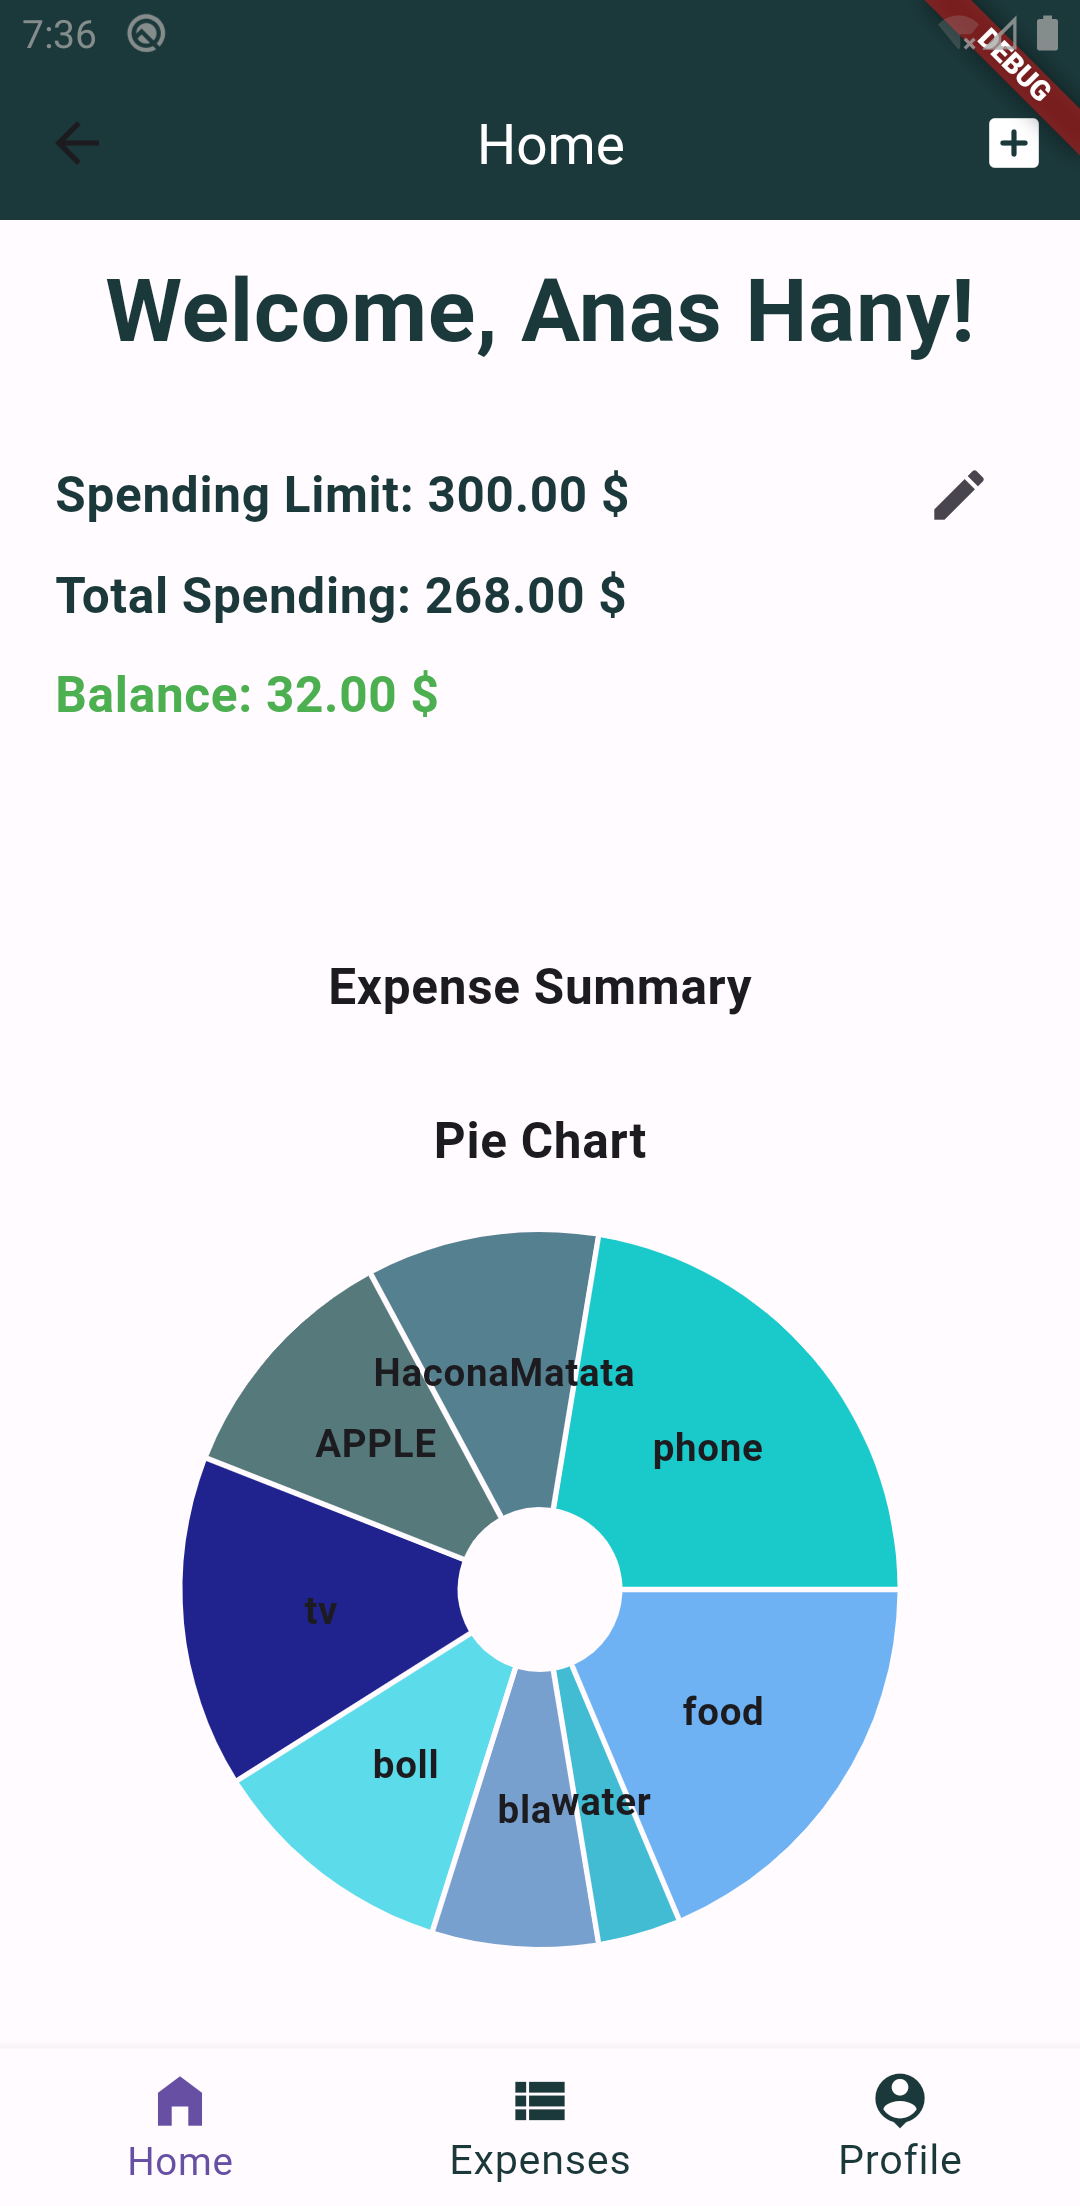 7:36
DEBUG
Home
Welcome, Anas Hany!
Spending Limit: 300.00 $
Total Spending: 268.00 $
Balance: 32.00 $
Expense Summary
Pie Chart
HaconaMatata
APPLE
phone
tv
food
boll
bla
water
Home
Expenses
Profile